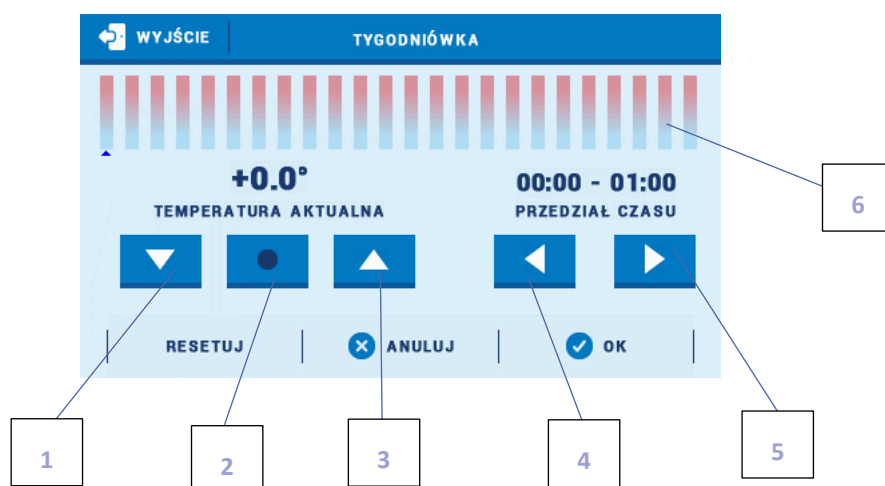 WYJŚCIE TYGODNIÓWKA
+0.0° 00:00 - 01:00
TEMPERATURA AKTUALNA PRZEDZIAŁ CZASU
6
RESETUJ ANULUJ OK
1 2 3 4 5